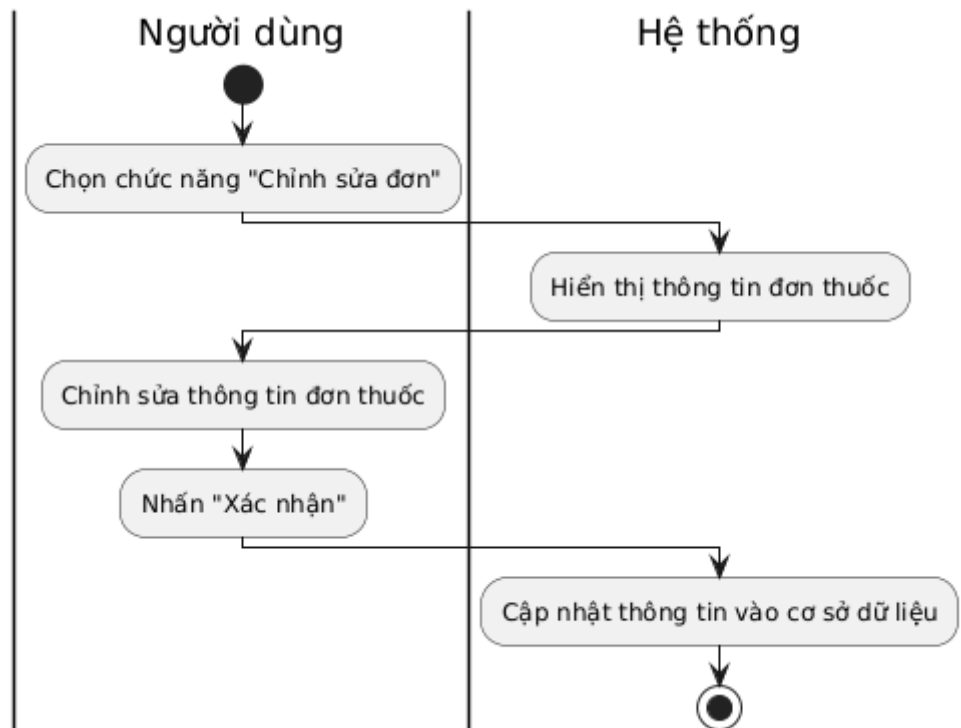 Người dùng
Hệ thống
Chọn chức năng "Chỉnh sửa đơn"
Hiển thị thông tin đơn thuốc
Chỉnh sửa thông tin đơn thuốc
Nhấn "Xác nhận"
Cập nhật thông tin vào cơ sở dữ liệu